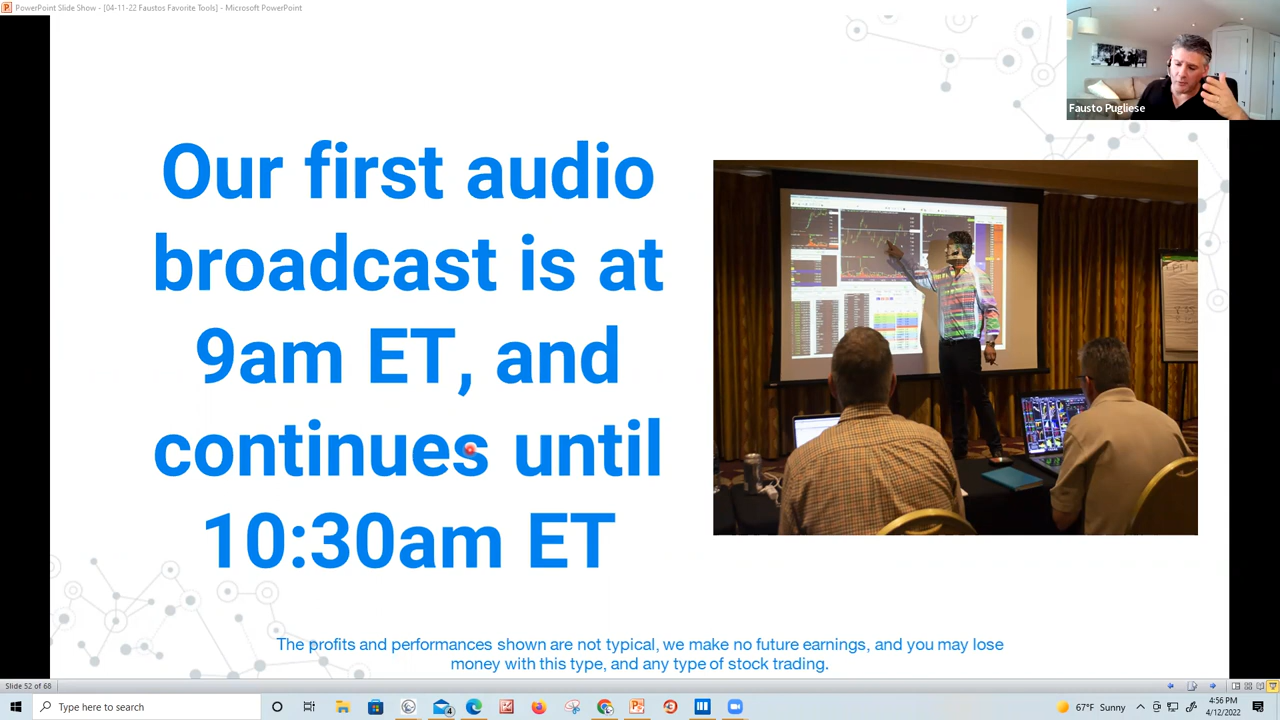 PowerPoint Slide Show - [04-11-22 Faustos Favorite Tools] - Microsoft PowerPoint
Fausto Pugliese
Our first audio
broadcast is at
9am ET, and
continues until
10:30am ET
The profits and performances shown are not typical, we make no future earnings, and you may lose
money with this type, and any type of stock trading.
Slide 52 of 68
Type here to search
4
67°F Sunny
4:56 PM
4/12/2022